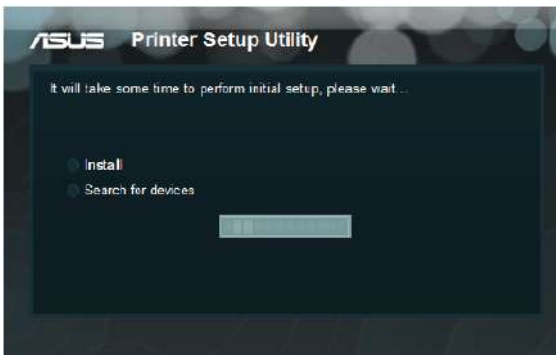 ASUS Printer Setup Utility
It will take some time to perform initial setup, please wait...
Install
Search for devices